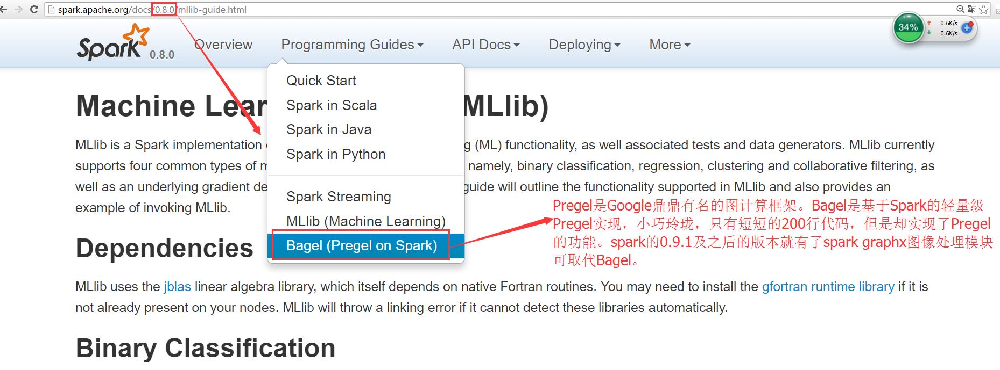 spark.apache.org/docs/0.8.0/mllib-guide.html
34%
0.6K/s
0.6K/s
Spark 0.8.0
Overview
Programming Guides
API Docs
Deploying
More
Quick Start
Spark in Scala
Spark in Java
Spark in Python
Spark Streaming
MLlib (Machine Learning)
Bagel (Pregel on Spark)
Machine Lear MLlib)
MLlib is a Spark implementation g (ML) functionality, as well associated tests and data generators. MLlib currently
supports four common types of m namely, binary classification, regression, clustering and collaborative filtering, as
well as an underlying gradient de guide will outline the functionality supported in MLlib and also provides an
example of invoking MLlib.
Pregel是Google鼎鼎有名的图计算框架。Bagel是基于Spark的轻量级
Pregel实现，小巧玲珑，只有短短的200行代码，但是却实现了Pregel
的功能。spark的0.9.1及之后的版本就有了spark graphx图像处理模块
可取代Bagel。
Dependencies
MLlib uses the jblas linear algebra library, which itself depends on native Fortran routines. You may need to install the gfortran runtime library if it is
not already present on your nodes. MLlib will throw a linking error if it cannot detect these libraries automatically.
Binary Classification